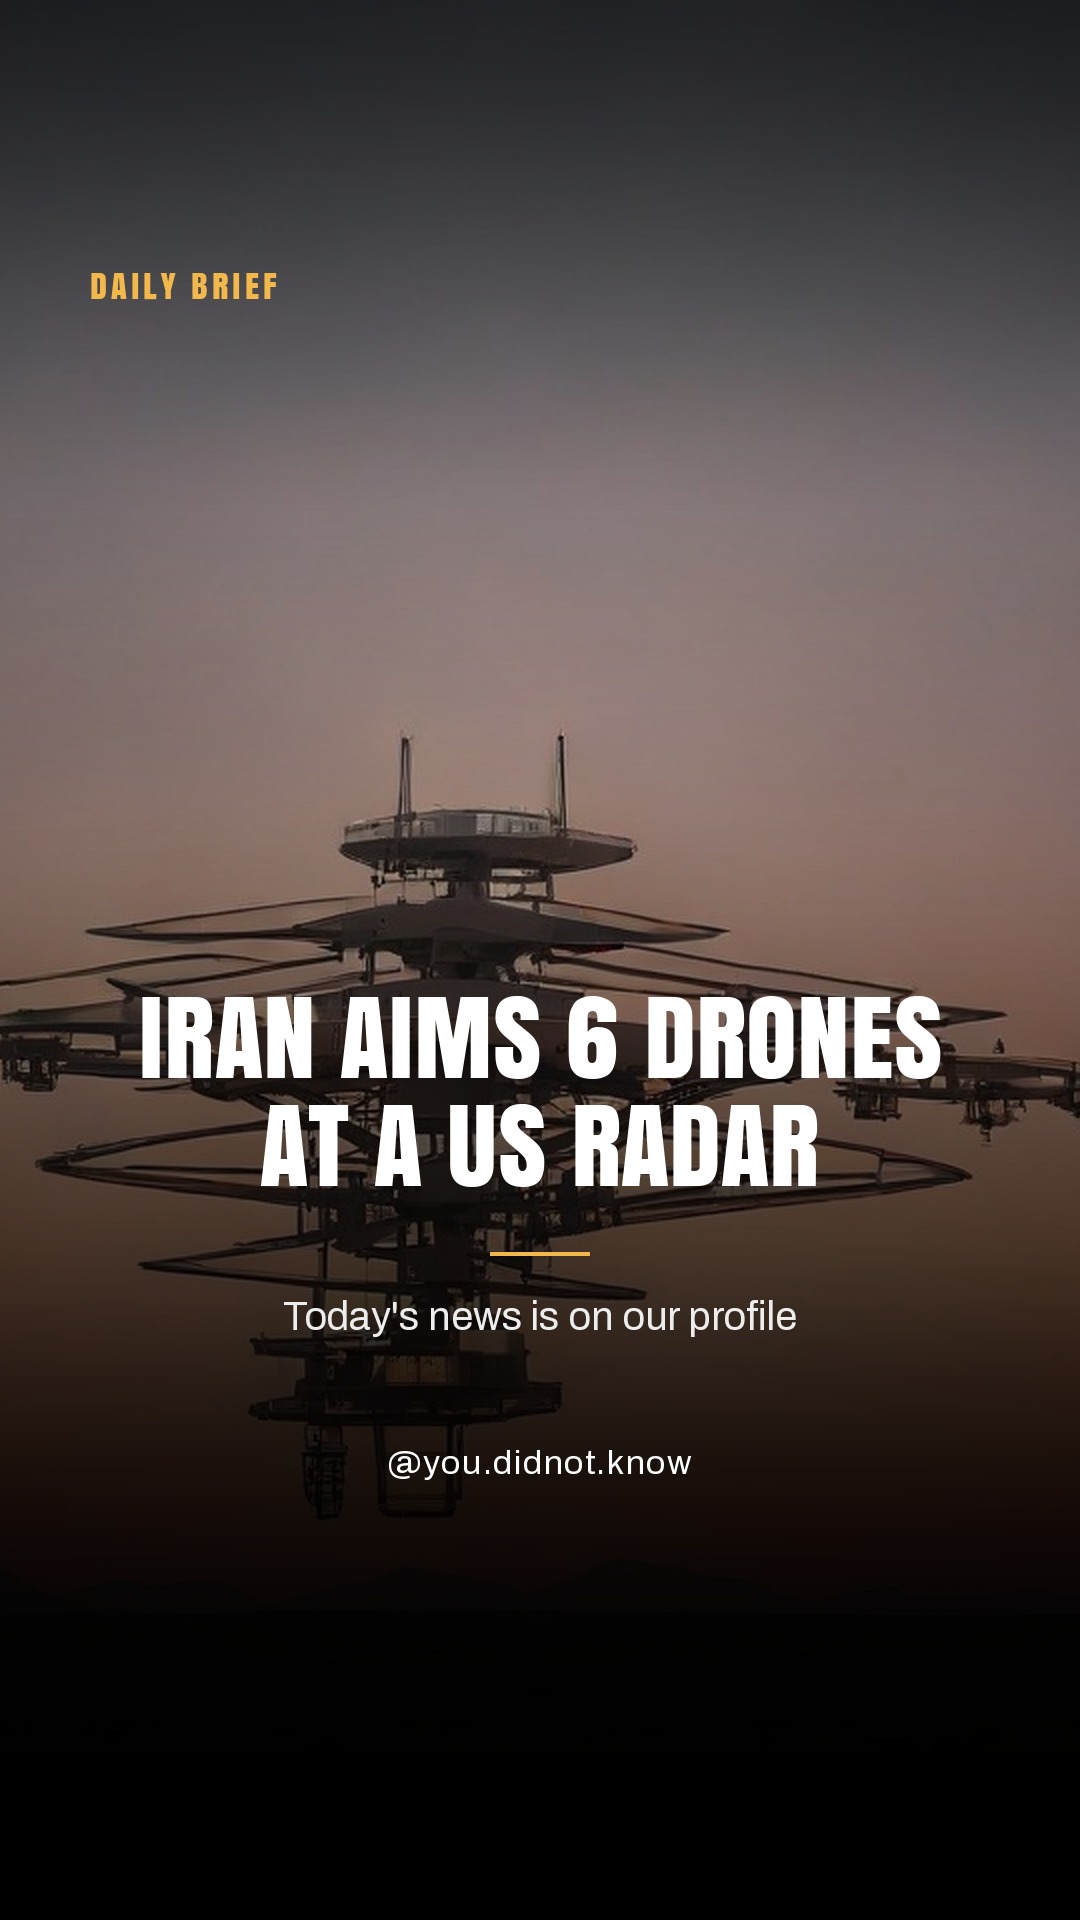 DAILY BRIEF
IRAN AIMS 6 DRONES
AT A US RADAR
Today's news is on our profile
@you.didnot.know